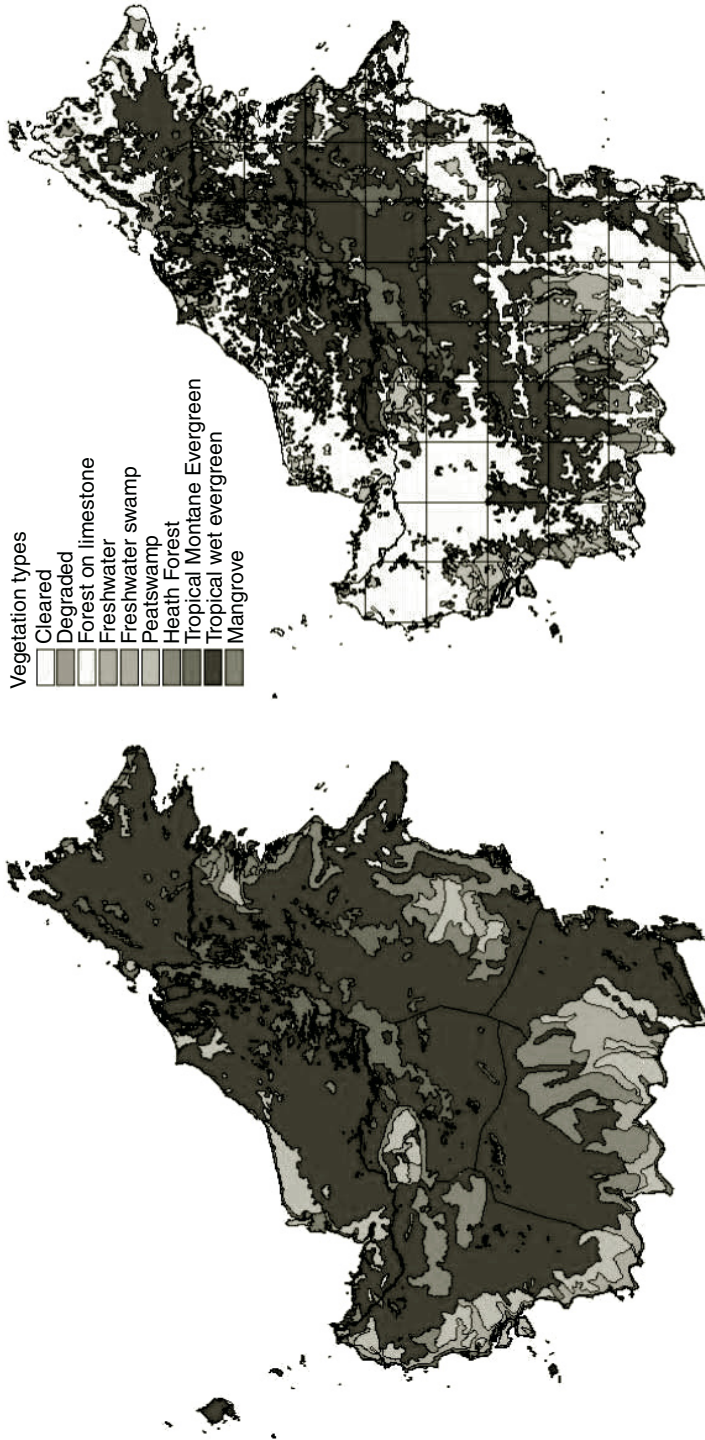 Vegetation types
Cleared
Degraded
Forest on limestone
Freshwater
Freshwater swamp
Peatswamp
Heath Forest
Tropical Montane Evergreen
Tropical wet evergreen
Mangrove